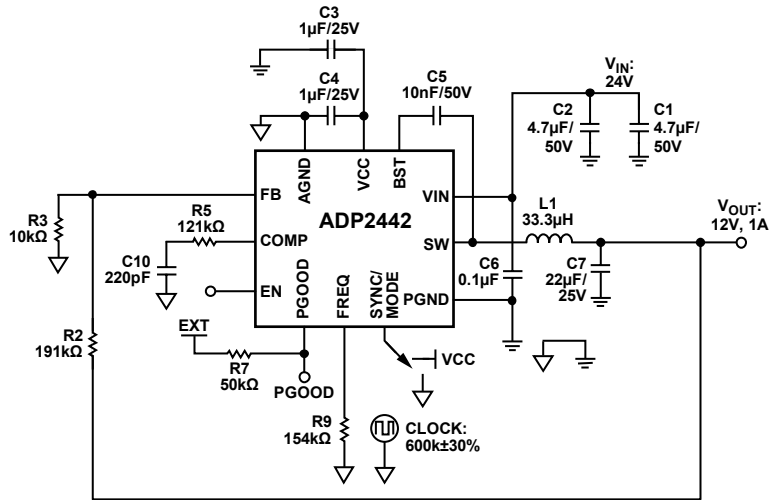 C3
1µF/25V
C4
1µF/25V
C5
10nF/50V
VIN:
24V
C2
4.7µF/
50V
C1
4.7µF/
50V
AGND
VCC
BST
FB
VIN
ADP2442
R3
10kΩ
R5
121kΩ
COMP
SW
L1
33.3µH
VOUT:
12V, 1A
C10
220pF
EN
PGOOD
FREQ
SYNC/
MODE
PGND
C6
0.1µF
C7
22µF/
25V
R2
191kΩ
EXT
R7
50kΩ
PGOOD
VCC
R9
154kΩ
CLOCK:
600k±30%